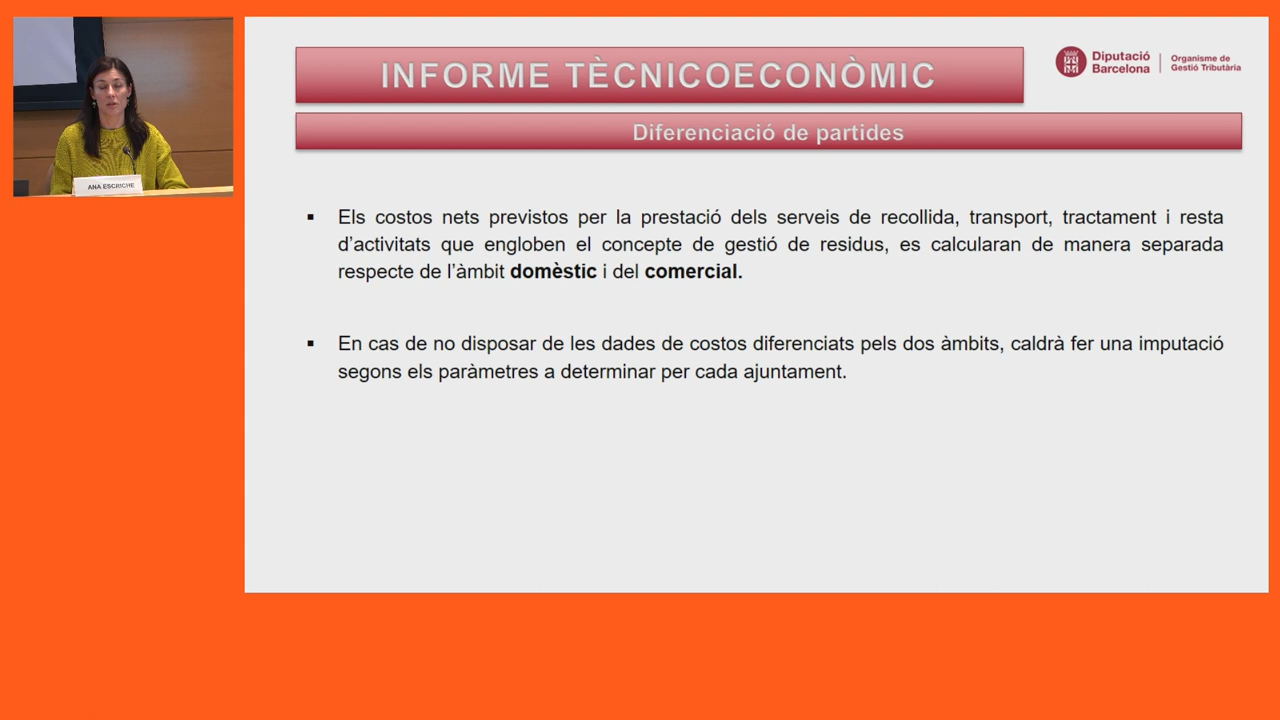 INFORME TÈCNICOECONÒMIC
Diputació
Barcelona
Organisme de
Gestió Tributària
Diferenciació de partides
ANA ESCRICHE
▪ Els costos nets previstos per la prestació dels serveis de recollida, transport, tractament i resta
d’activitats que engloben el concepte de gestió de residus, es calcularan de manera separada
respecte de l’àmbit domèstic i del comercial.
▪ En cas de no disposar de les dades de costos diferenciats pels dos àmbits, caldrà fer una imputació
segons els paràmetres a determinar per cada ajuntament.